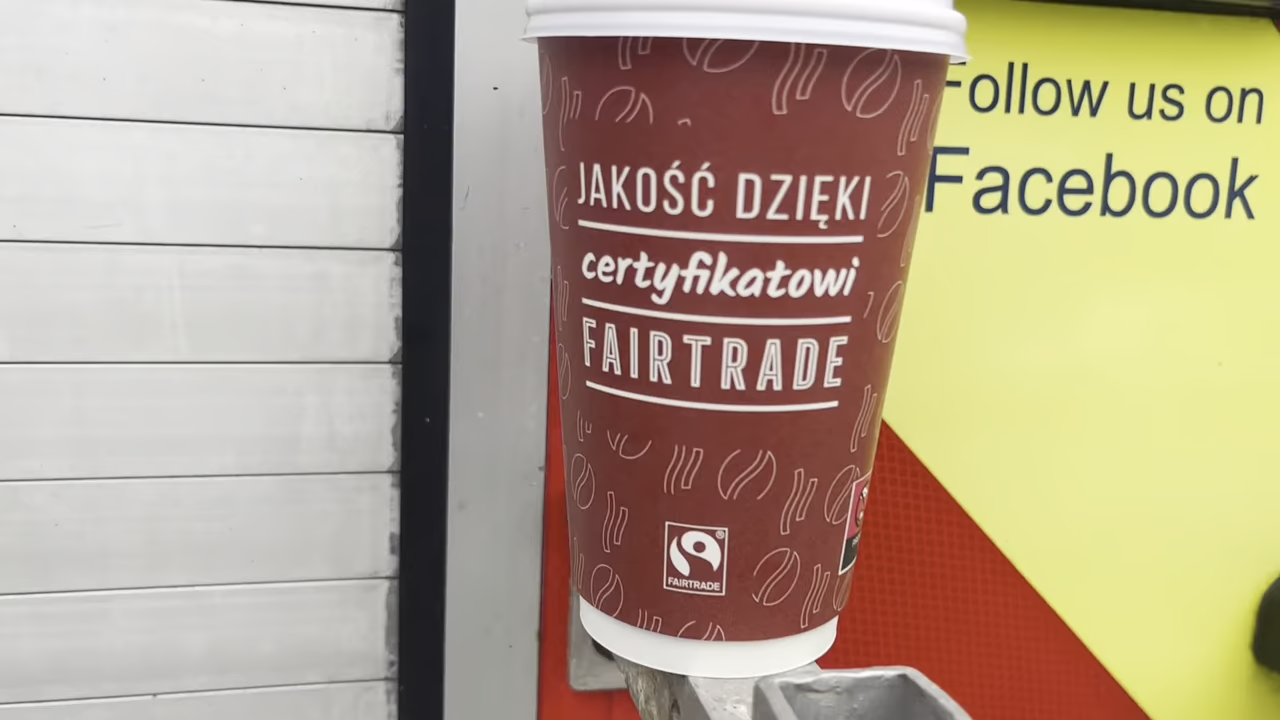 JAKOŚĆ DZIĘKI
certyfikatowi
FAIRTRADE
FAIRTRADE
Follow us on
Facebook